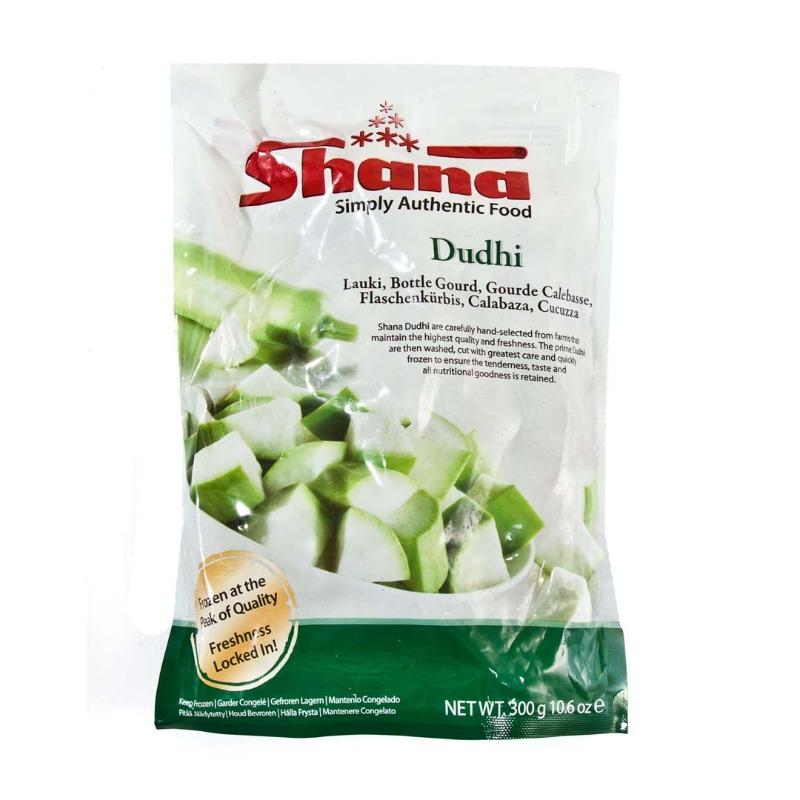 Shana®
Simply Authentic Food
Dudhi
Lauki, Bottle Gourd, Gourde Calebasse,
Flaschenkürbis, Calabaza, Cucuzza
Shana Dudhi are carefully hand-selected from farms that
maintain the highest quality and freshness. The prime Dudhi
are then washed, cut with greatest care and quickly
frozen to ensure the tenderness, taste and
all nutritional goodness is retained.
Frozen at the
Peak of Quality
Freshness
Locked In!
Keep Frozen | Garder Congelé | Gefroren Lagern | Mantenlo Congelado
Pitää Jäädytetty | Houd Bevroren | Hålla Frysta | Mantenere Congelato
NET WT. 300 g 10.6 oz ℮